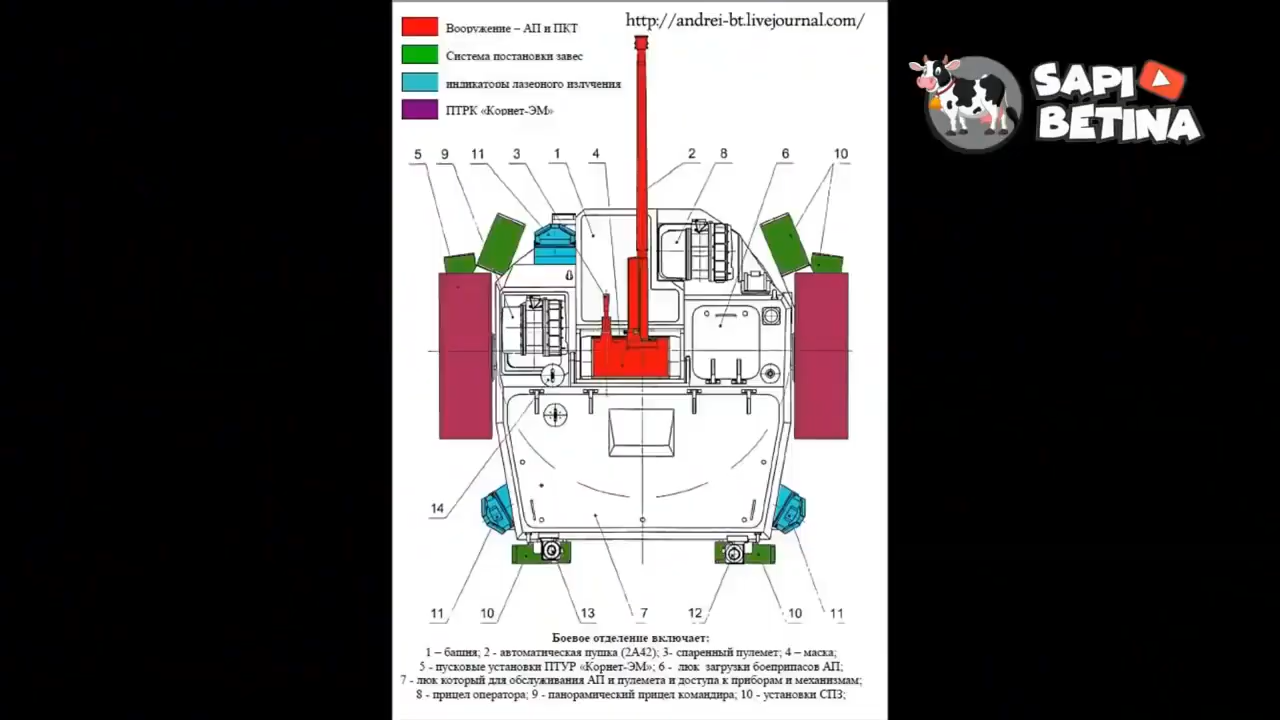 http://andrei-bt.livejournal.com/
Вооружение – АП и ПКТ
Система постановки завес
индикаторы лазерного излучения
ПТРК «Корнет-ЭМ»
SAPI
BETINA
5 9 11 3 1 4 2 8 6 10
14
11 10 13 7 12 10 11
Боевое отделение включает:
1 – башня; 2 - автоматическая пушка (2А42); 3- спаренный пулемет; 4 – маска;
5 - пусковые установки ПТУР «Корнет-ЭМ»; 6 - люк загрузки боеприпасов АП;
7 - люк который для обслуживания АП и пулемета и доступа к приборам и механизмам;
8 - прицел оператора; 9 - панорамический прицел командира; 10 - установки СПЗ;